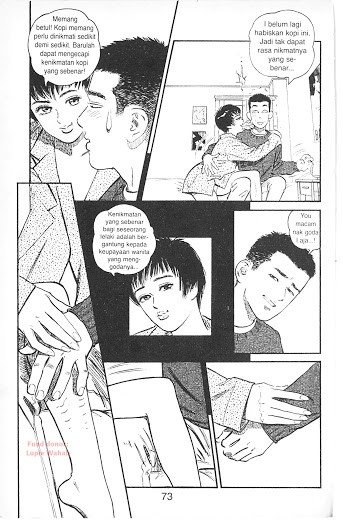 Memang
betul! Kopi memang
perlu dinikmati sedikit
demi sedikit. Barulah
dapat mengecapi
kenikmatan kopi
yang sebenar!
I belum lagi
habiskan kopi ini.
Jadi tak dapat
rasa nikmatnya
yang se-
benar...
Kenikmatan
yang sebenar
bagi seseorang
lelaki adalah ber-
gantung kepada
keupayaan wanita
yang meng-
godanya...
You
macam
nak goda
I aja...!
Lupie Wahab
73